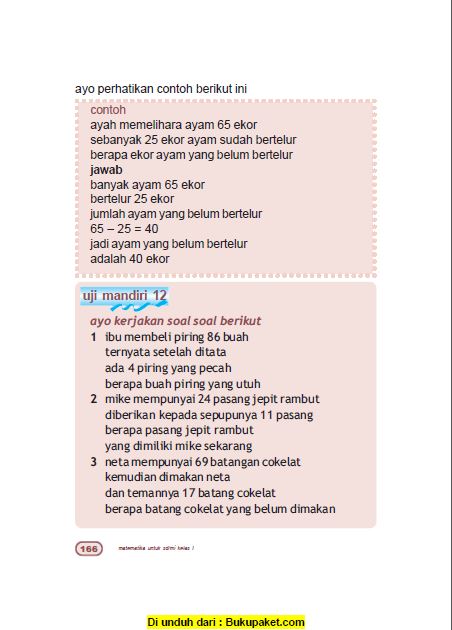 ayo perhatikan contoh berikut ini
contoh
ayah memelihara ayam 65 ekor
sebanyak 25 ekor ayam sudah bertelur
berapa ekor ayam yang belum bertelur
jawab
banyak ayam 65 ekor
bertelur 25 ekor
jumlah ayam yang belum bertelur
65 – 25 = 40
jadi ayam yang belum bertelur
adalah 40 ekor
uji mandiri 12
ayo kerjakan soal soal berikut
1 ibu membeli piring 86 buah
ternyata setelah ditata
ada 4 piring yang pecah
berapa buah piring yang utuh
2 mike mempunyai 24 pasang jepit rambut
diberikan kepada sepupunya 11 pasang
berapa pasang jepit rambut
yang dimiliki mike sekarang
3 neta mempunyai 69 batangan cokelat
kemudian dimakan neta
dan temannya 17 batang cokelat
berapa batang cokelat yang belum dimakan
166 matematika untuk sd/mi kelas I
Di unduh dari : Bukupaket.com